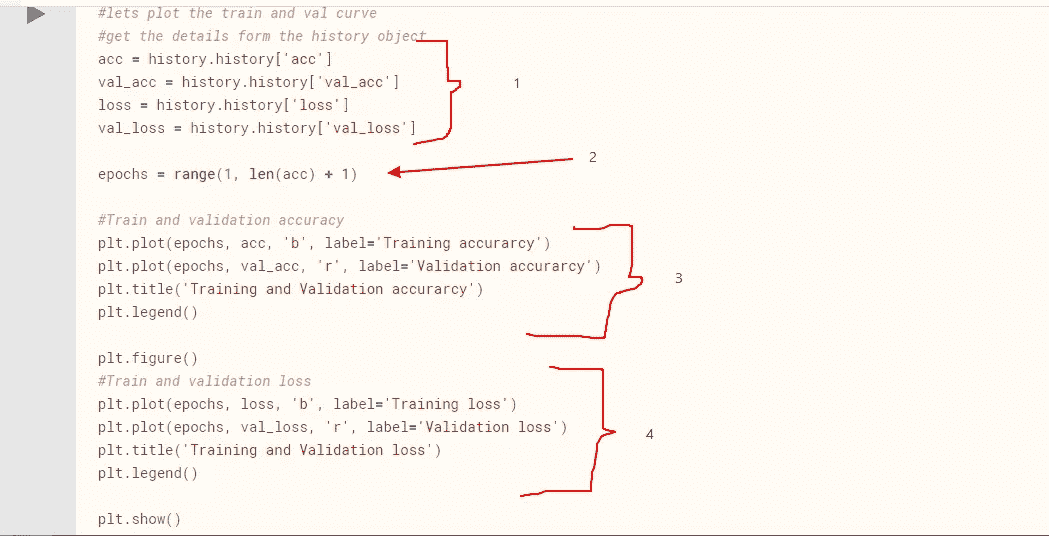 #lets plot the train and val curve
#get the details form the history object
acc = history.history['acc']
val_acc = history.history['val_acc']
loss = history.history['loss']
val_loss = history.history['val_loss']
1
2
epochs = range(1, len(acc) + 1)
#Train and validation accuracy
plt.plot(epochs, acc, 'b', label='Training accurarcy')
plt.plot(epochs, val_acc, 'r', label='Validation accurarcy')
plt.title('Training and Validation accurarcy')
plt.legend()
3
plt.figure()
#Train and validation loss
plt.plot(epochs, loss, 'b', label='Training loss')
plt.plot(epochs, val_loss, 'r', label='Validation loss')
plt.title('Training and Validation loss')
plt.legend()
4
plt.show()